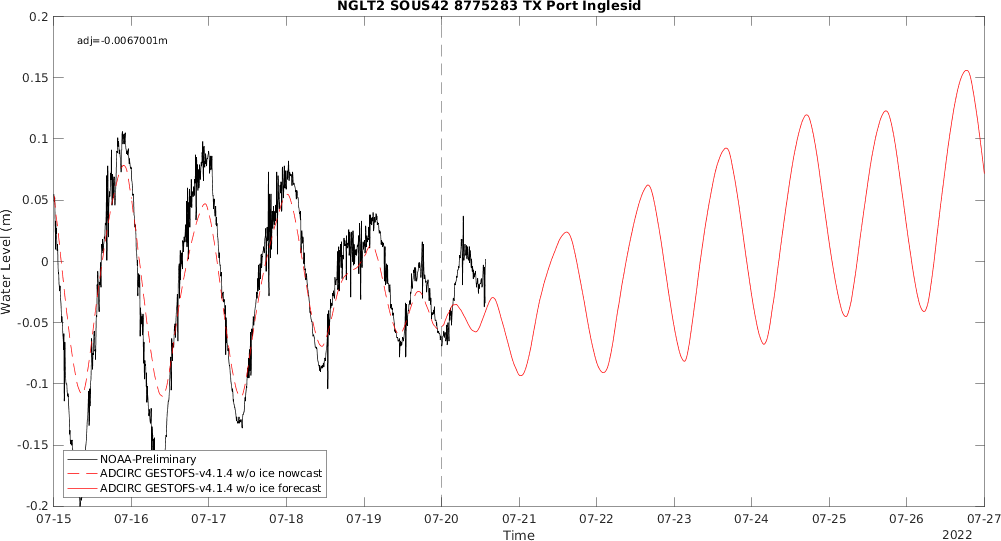 NGLT2 SOUS42 8775283 TX Port Inglesid
adj=-0.0067001m
0.2
0.15
0.1
0.05
0
-0.05
-0.1
-0.15
-0.2
Water Level (m)
NOAA-Preliminary
ADCIRC GESTOFS-v4.1.4 w/o ice nowcast
ADCIRC GESTOFS-v4.1.4 w/o ice forecast
07-15 07-16 07-17 07-18 07-19 07-20 07-21 07-22 07-23 07-24 07-25 07-26 07-27
Time
2022